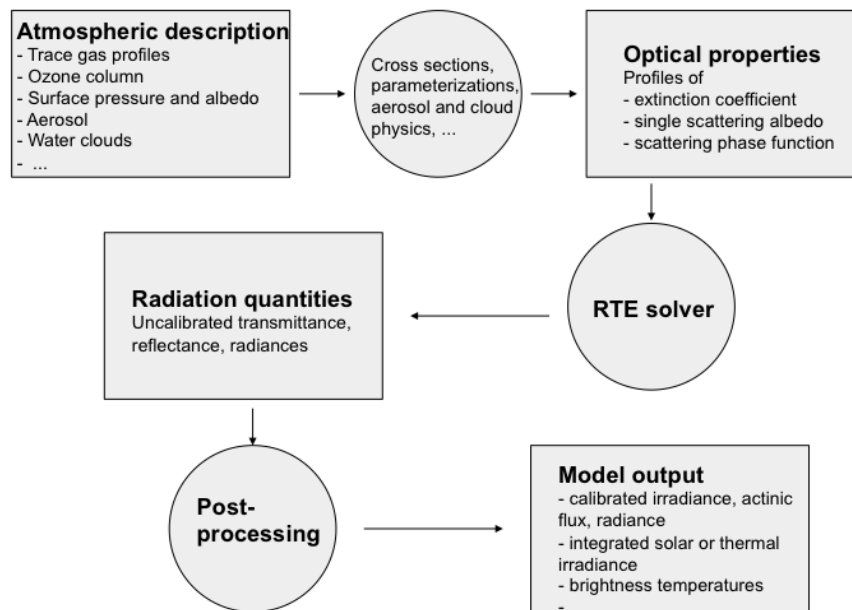 Atmospheric description
- Trace gas profiles
- Ozone column
- Surface pressure and albedo
- Aerosol
- Water clouds
- ...
Cross sections,
parameterizations,
aerosol and cloud
physics, ...
Optical properties
Profiles of
- extinction coefficient
- single scattering albedo
- scattering phase function
RTE solver
Radiation quantities
Uncalibrated transmittance,
reflectance, radiances
Post-
processing
Model output
- calibrated irradiance, actinic
flux, radiance
- integrated solar or thermal
irradiance
- brightness temperatures
-